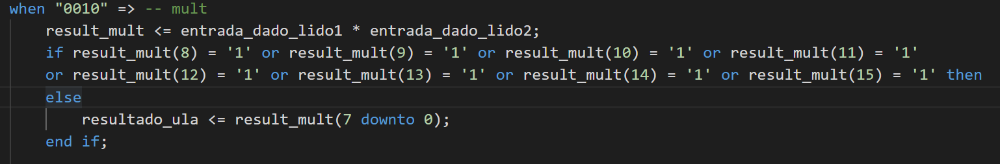 when "0010" => -- mult
result_mult <= entrada_dado_lido1 * entrada_dado_lido2;
if result_mult(8) = '1' or result_mult(9) = '1' or result_mult(10) = '1' or result_mult(11) = '1'
or result_mult(12) = '1' or result_mult(13) = '1' or result_mult(14) = '1' or result_mult(15) = '1' then
else
resultado_ula <= result_mult(7 downto 0);
end if;